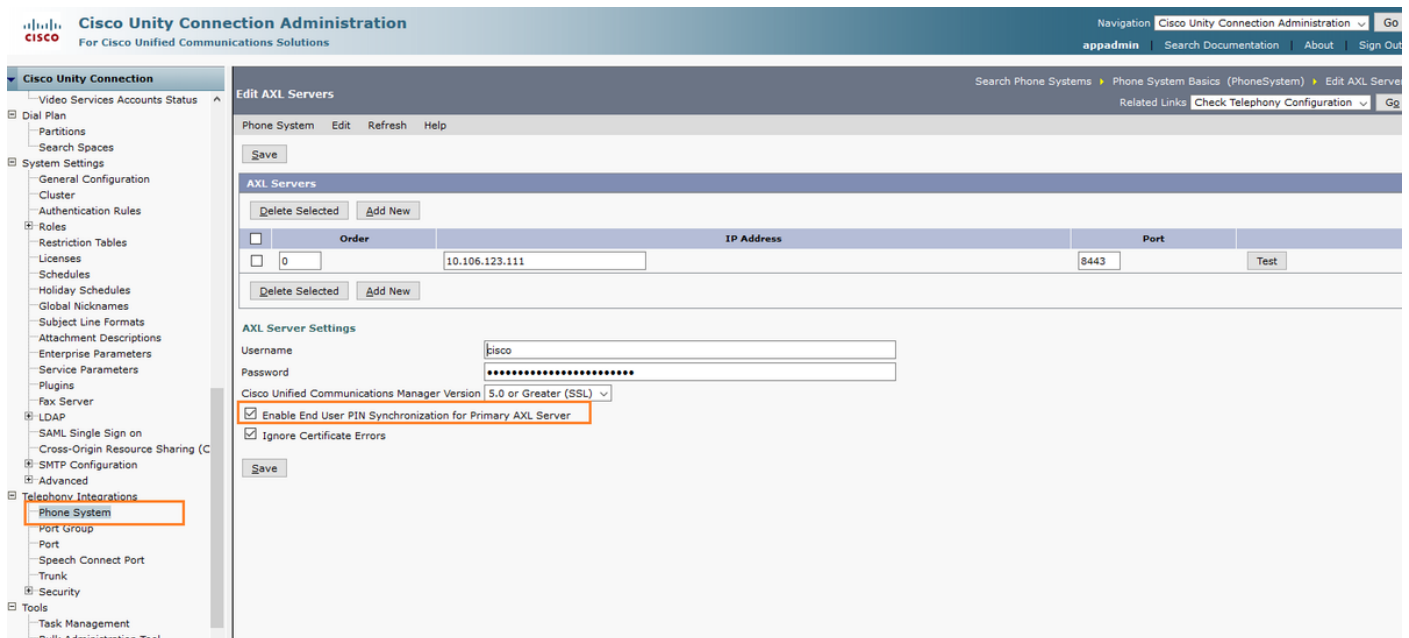 cisco
Cisco Unity Connection Administration
For Cisco Unified Communications Solutions
Navigation Cisco Unity Connection Administration Go
appadmin Search Documentation About Sign Out
Cisco Unity Connection
Video Services Accounts Status
Dial Plan
Partitions
Search Spaces
System Settings
General Configuration
Cluster
Authentication Rules
Roles
Restriction Tables
Licenses
Schedules
Holiday Schedules
Global Nicknames
Subject Line Formats
Attachment Descriptions
Enterprise Parameters
Service Parameters
Plugins
Fax Server
LDAP
SAML Single Sign on
Cross-Origin Resource Sharing (C
SMTP Configuration
Advanced
Telephony Integrations
Phone System
Port Group
Port
Speech Connect Port
Trunk
Security
Tools
Task Management
Bulk Administration Tool
Edit AXL Servers
Search Phone Systems Phone System Basics (PhoneSystem) Edit AXL Server
Related Links Check Telephony Configuration Go
Phone System Edit Refresh Help
Save
AXL Servers
Delete Selected Add New
Order IP Address Port
0 10.106.123.111 8443 Test
Delete Selected Add New
AXL Server Settings
Username cisco
Password
Cisco Unified Communications Manager Version 5.0 or Greater (SSL)
Enable End User PIN Synchronization for Primary AXL Server
Ignore Certificate Errors
Save